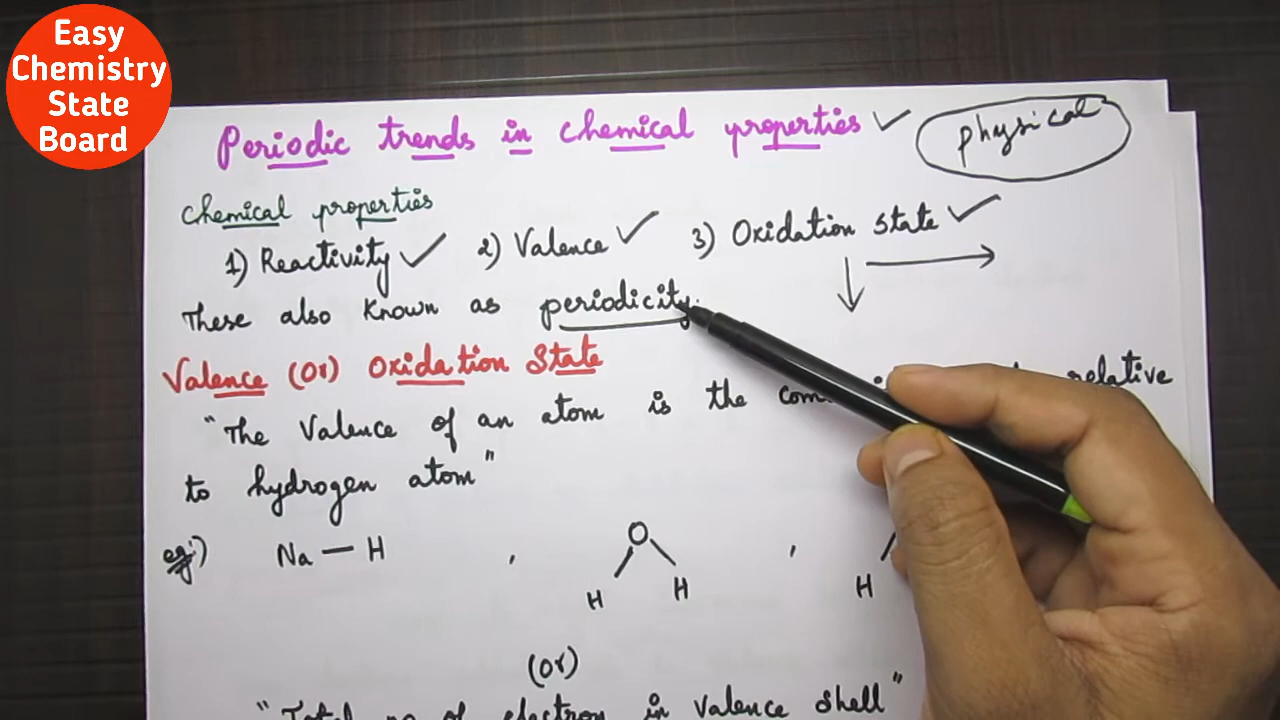 Easy
Chemistry
State
Board
Periodic trends in chemical properties ✓
physical
chemical properties
1) Reactivity ✓ 2) Valence ✓ 3) Oxidation state ✓
These also known as periodicity.
Valence (Or) Oxidation State
"The Valence of an atom is the relative
to hydrogen atom"
eg:) Na — H , O , H
H H
(Or)
"Total no of electron in valence shell"